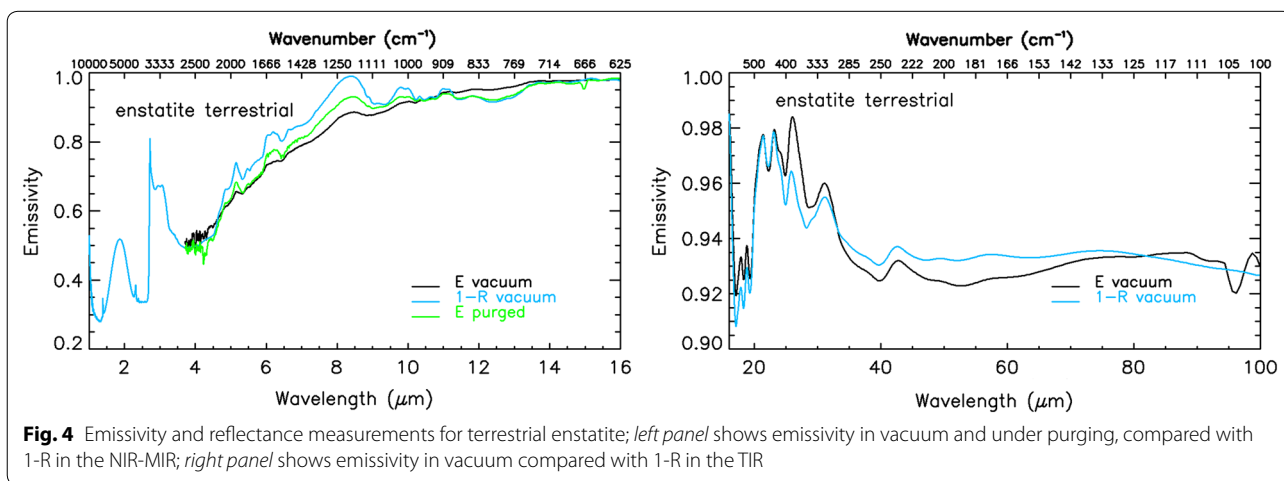 Wavenumber (cm⁻¹)
10000 5000 3333 2500 2000 1666 1428 1250 1111 1000 909 833 769 714 666 625
1.0
0.8
0.6
0.4
0.2
Emissivity
enstatite terrestrial
E vacuum
1-R vacuum
E purged
2 4 6 8 10 12 14 16
Wavelength (μm)
Wavenumber (cm⁻¹)
500 400 333 285 250 222 200 181 166 153 142 133 125 117 111 105 100
1.00
0.98
0.96
0.94
0.92
0.90
Emissivity
enstatite terrestrial
E vacuum
1-R vacuum
20 40 60 80 100
Wavelength (μm)
Fig. 4 Emissivity and reflectance measurements for terrestrial enstatite; left panel shows emissivity in vacuum and under purging, compared with
1-R in the NIR-MIR; right panel shows emissivity in vacuum compared with 1-R in the TIR